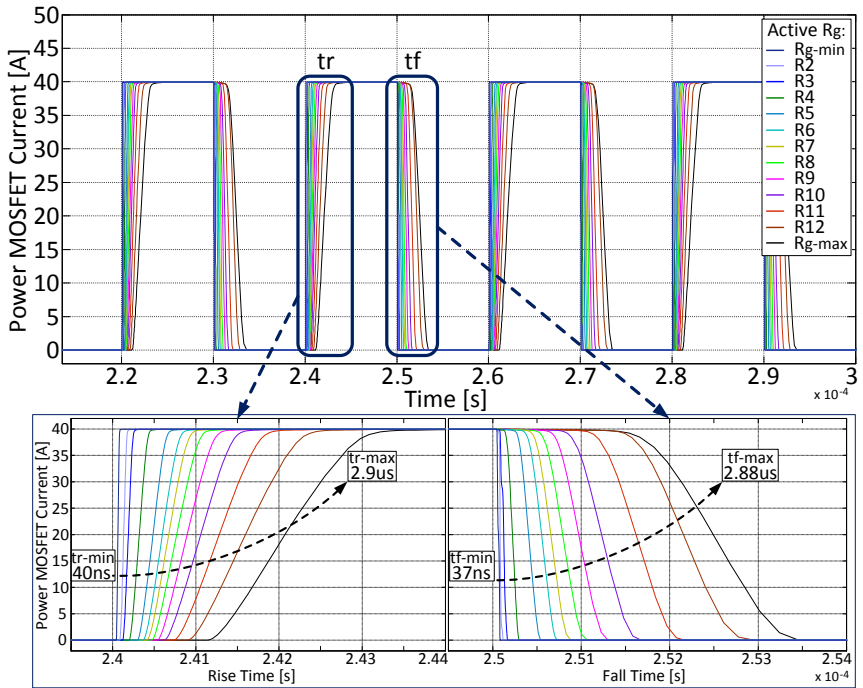 Power MOSFET Current [A]
50
45
40
35
30
25
20
15
10
5
0
tr
tf
Active Rg:
Rg-min
R2
R3
R4
R5
R6
R7
R8
R9
R10
R11
R12
Rg-max
2.2 2.3 2.4 2.5 2.6 2.7 2.8 2.9 3
Time [s]
x 10⁻⁴
Power MOSFET Current [A]
40
35
30
25
20
15
10
5
0
tr-max
2.9us
tr-min
40ns
2.4 2.41 2.42 2.43 2.44
Rise Time [s]
tf-max
2.88us
tf-min
37ns
2.5 2.51 2.52 2.53 2.54
Fall Time [s]
x 10⁻⁴